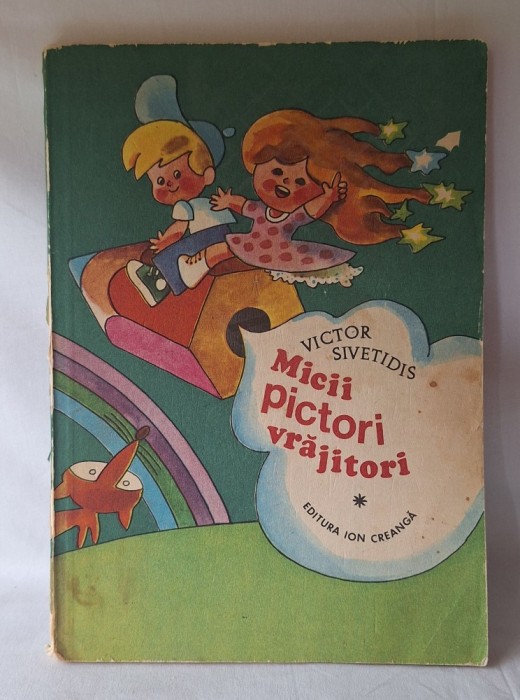 VICTOR
SIVETIDIS
Micii
pictori
vrăjitori
*
EDITURA ION CREANGĂ